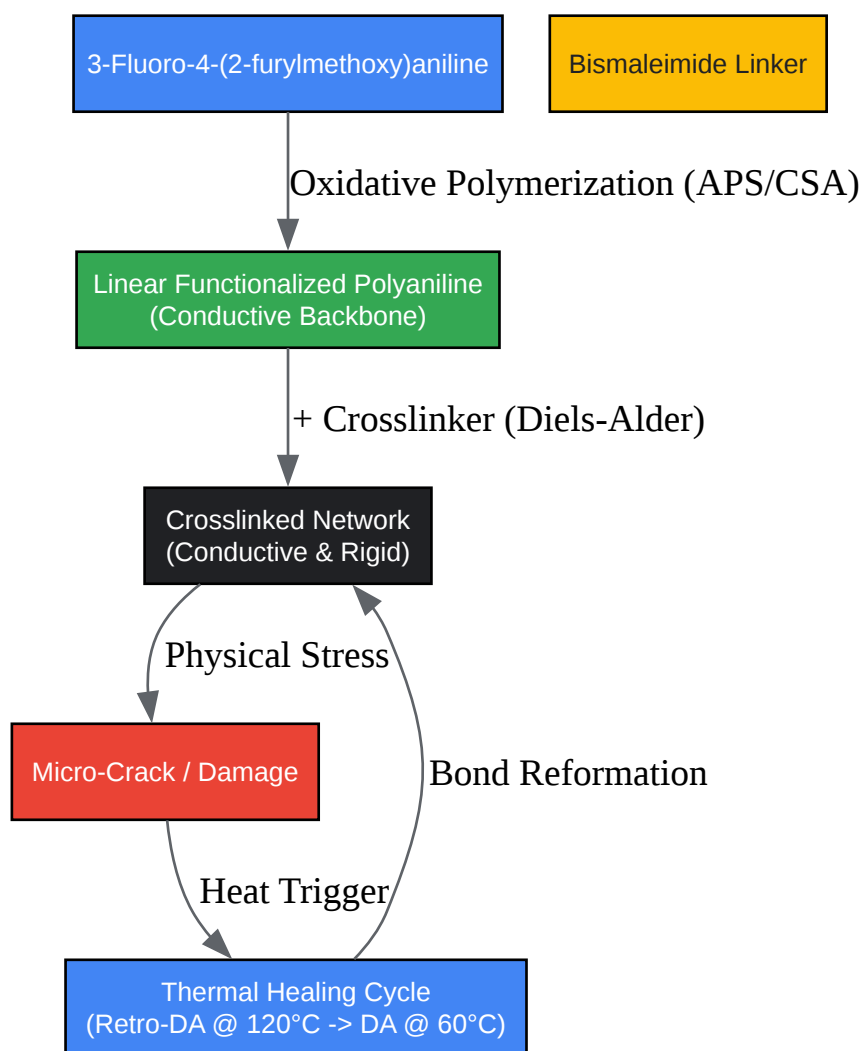 3-Fluoro-4-(2-furylmethoxy)aniline
Bismaleimide Linker
Oxidative Polymerization (APS/CSA)
Linear Functionalized Polyaniline
(Conductive Backbone)
+ Crosslinker (Diels-Alder)
Crosslinked Network
(Conductive & Rigid)
Physical Stress
Micro-Crack / Damage
Bond Reformation
Heat Trigger
Thermal Healing Cycle
(Retro-DA @ 120°C -> DA @ 60°C)